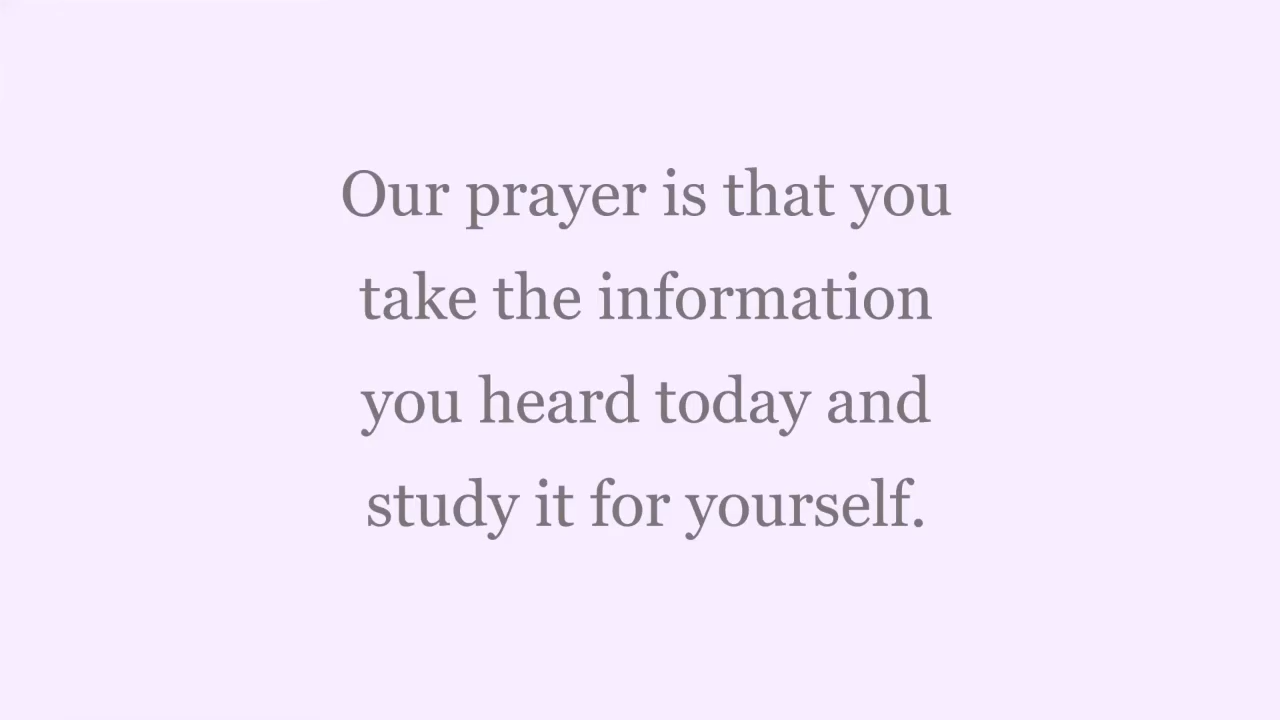 Our prayer is that you
take the information
you heard today and
study it for yourself.